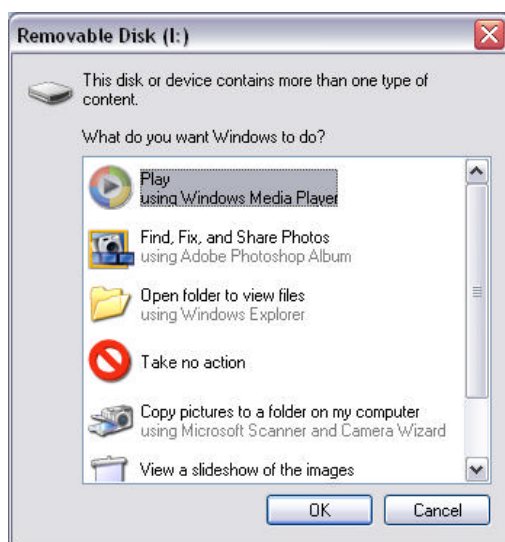 Removable Disk (I:)
This disk or device contains more than one type of
content.
What do you want Windows to do?
Play
using Windows Media Player
Find, Fix, and Share Photos
using Adobe Photoshop Album
Open folder to view files
using Windows Explorer
Take no action
Copy pictures to a folder on my computer
using Microsoft Scanner and Camera Wizard
View a slideshow of the images
OK
Cancel